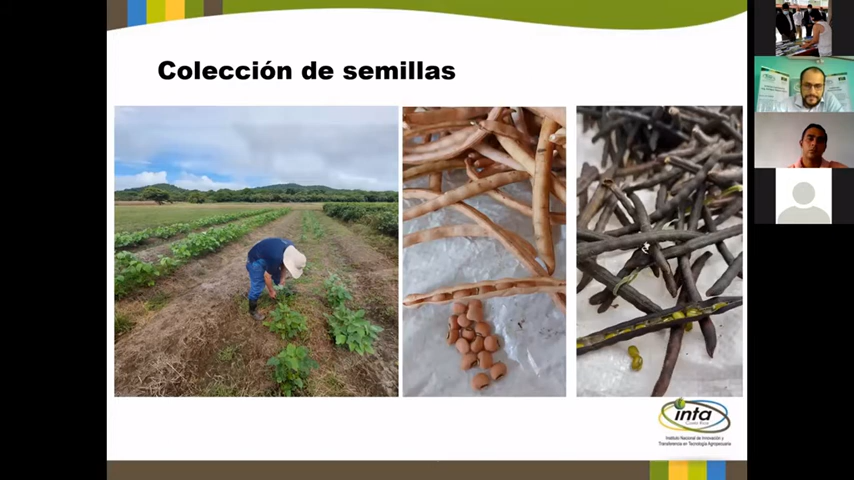 Colección de semillas
inta
COSTA RICA
Instituto Nacional de Innovación y
Transferencia en Tecnología Agropecuaria